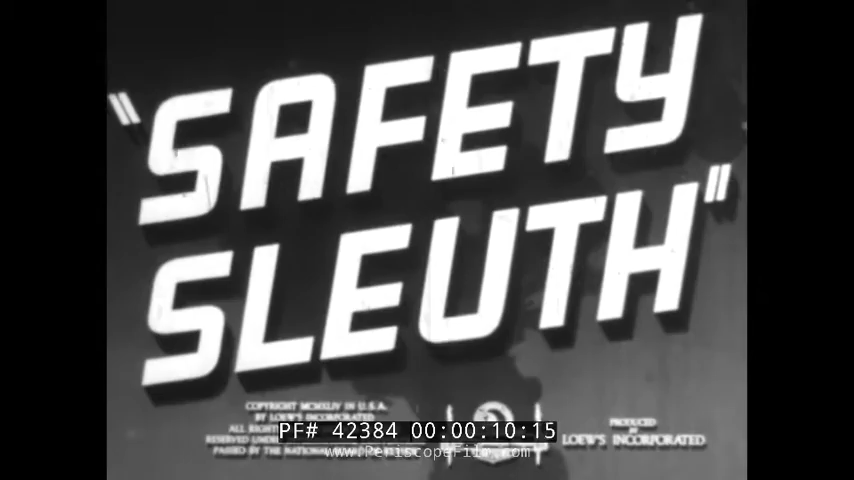 "SAFETY
SLEUTH"
COPYRIGHT MCMXLIV IN U.S.A.
BY LOEW'S INCORPORATED
ALL RIGHTS
RESERVED UNDER
PASSED BY THE NATIONAL
PRODUCED
BY
LOEW'S INCORPORATED
PF# 42384 00:00:10:15
www.PeriscopeFilm.com